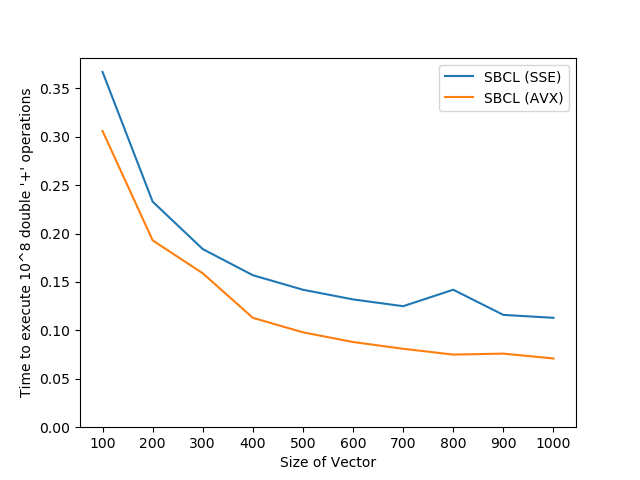 SBCL (SSE)
SBCL (AVX)
Time to execute 10^8 double '+' operations
0.35
0.30
0.25
0.20
0.15
0.10
0.05
0.00
100 200 300 400 500 600 700 800 900 1000
Size of Vector